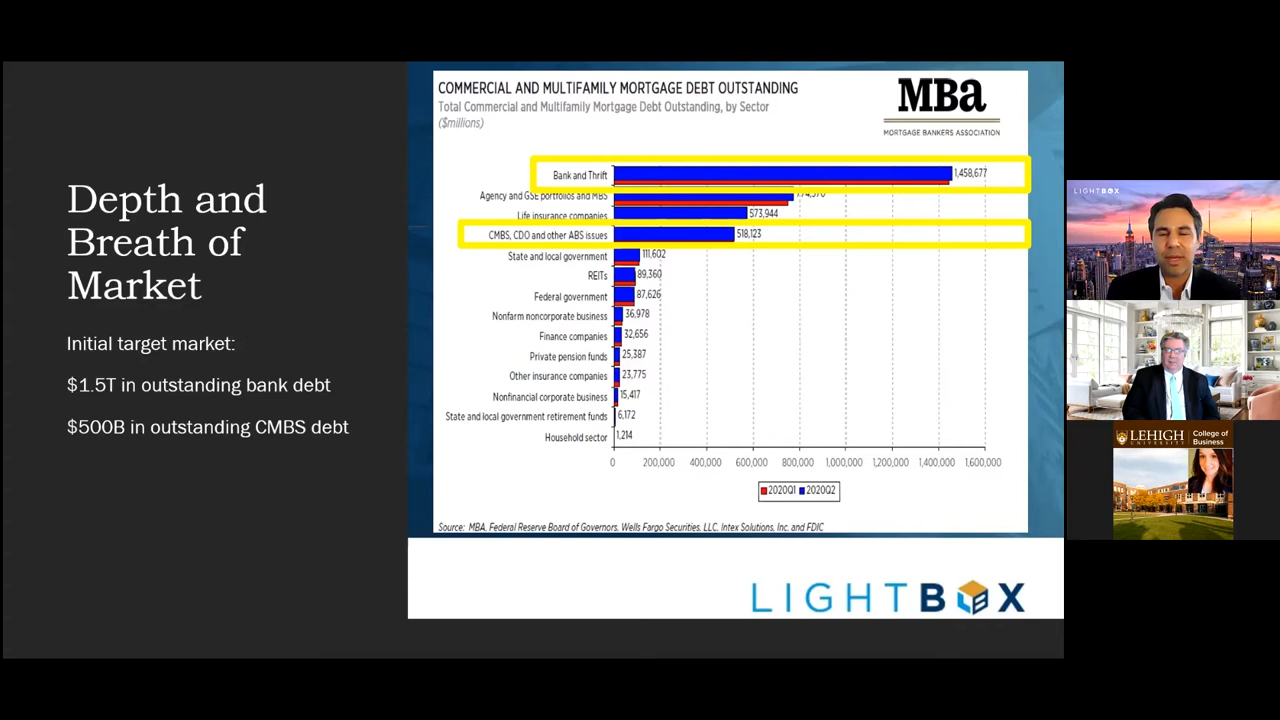 Depth and
Breath of
Market
Initial target market:
$1.5T in outstanding bank debt
$500B in outstanding CMBS debt
COMMERCIAL AND MULTIFAMILY MORTGAGE DEBT OUTSTANDING
Total Commercial and Multifamily Mortgage Debt Outstanding, by Sector
($millions)
MBA
MORTGAGE BANKERS ASSOCIATION
Bank and Thrift 1,458,677
Agency and GSE portfolios and MBS
Life insurance companies 573,944
CMBS, CDO and other ABS issues 518,123
State and local government 111,602
REITs 89,360
Federal government 87,626
Nonfarm noncorporate business 36,978
Finance companies 32,656
Private pension funds 25,387
Other insurance companies 23,775
Nonfinancial corporate business 15,417
State and local government retirement funds 6,172
Household sector 1,214
0 200,000 400,000 600,000 800,000 1,000,000 1,200,000 1,400,000 1,600,000
2020Q1 2020Q2
Source: MBA, Federal Reserve Board of Governors, Wells Fargo Securities, LLC, Intex Solutions, Inc. and FDIC
LIGHTBOX
LIGHTBOX
LEHIGH
UNIVERSITY
College of
Business